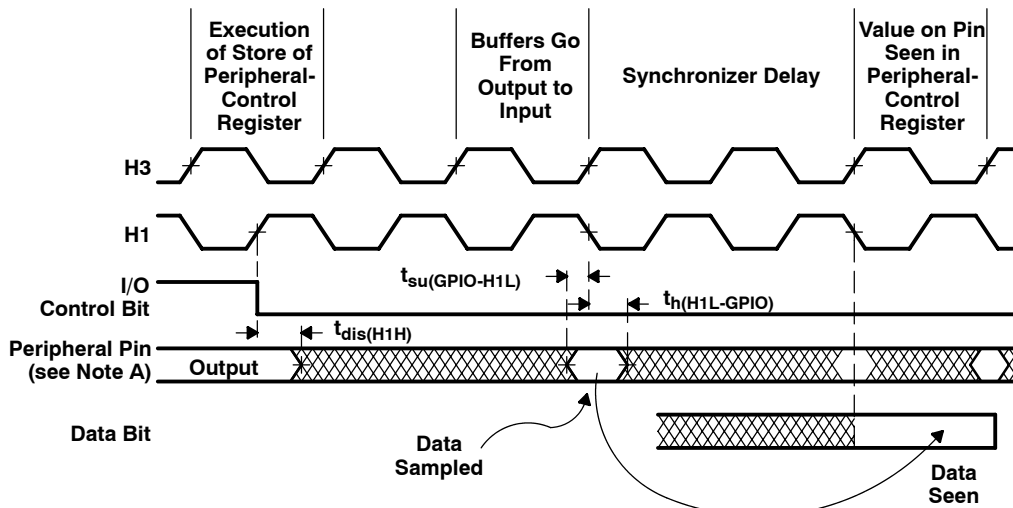 Execution
of Store of
Peripheral-
Control
Register
Buffers Go
From
Output to
Input
Synchronizer Delay
Value on Pin
Seen in
Peripheral-
Control
Register
H3
H1
I/O
Control Bit
tsu(GPIO-H1L)
th(H1L-GPIO)
tdis(H1H)
Peripheral Pin
(see Note A)
Output
Data Bit
Data
Sampled
Data
Seen